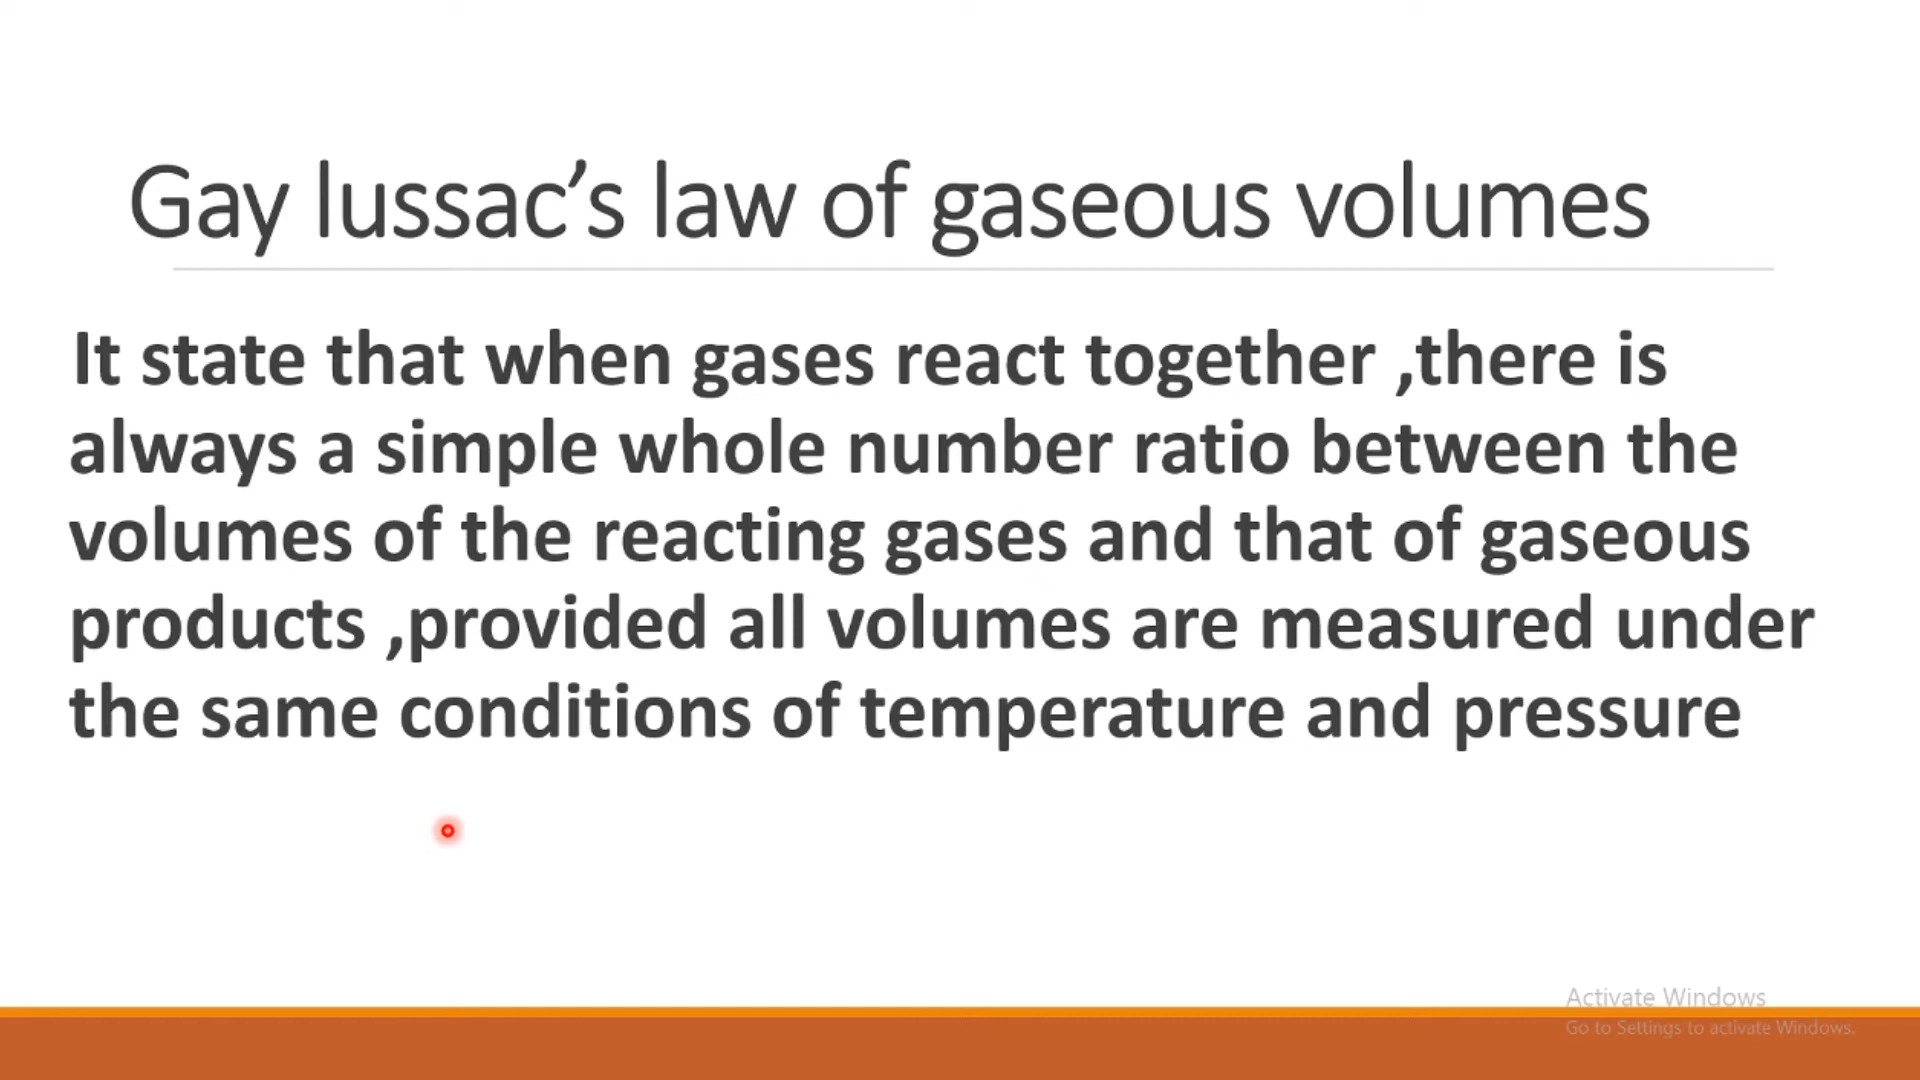 Gay lussac’s law of gaseous volumes
It state that when gases react together ,there is
always a simple whole number ratio between the
volumes of the reacting gases and that of gaseous
products ,provided all volumes are measured under
the same conditions of temperature and pressure
Activate Windows
Go to Settings to activate Windows.